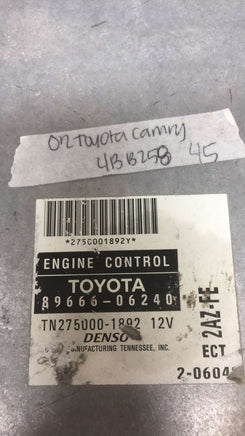 02 Toyota Camry
4BB258 45
*275C001892Y*
ENGINE CONTROL
TOYOTA
89666-06240
TN275000-1892 12V
DENSO
MANUFACTURING TENNESSEE, INC.
2AZ-FE
ECT
2-0604